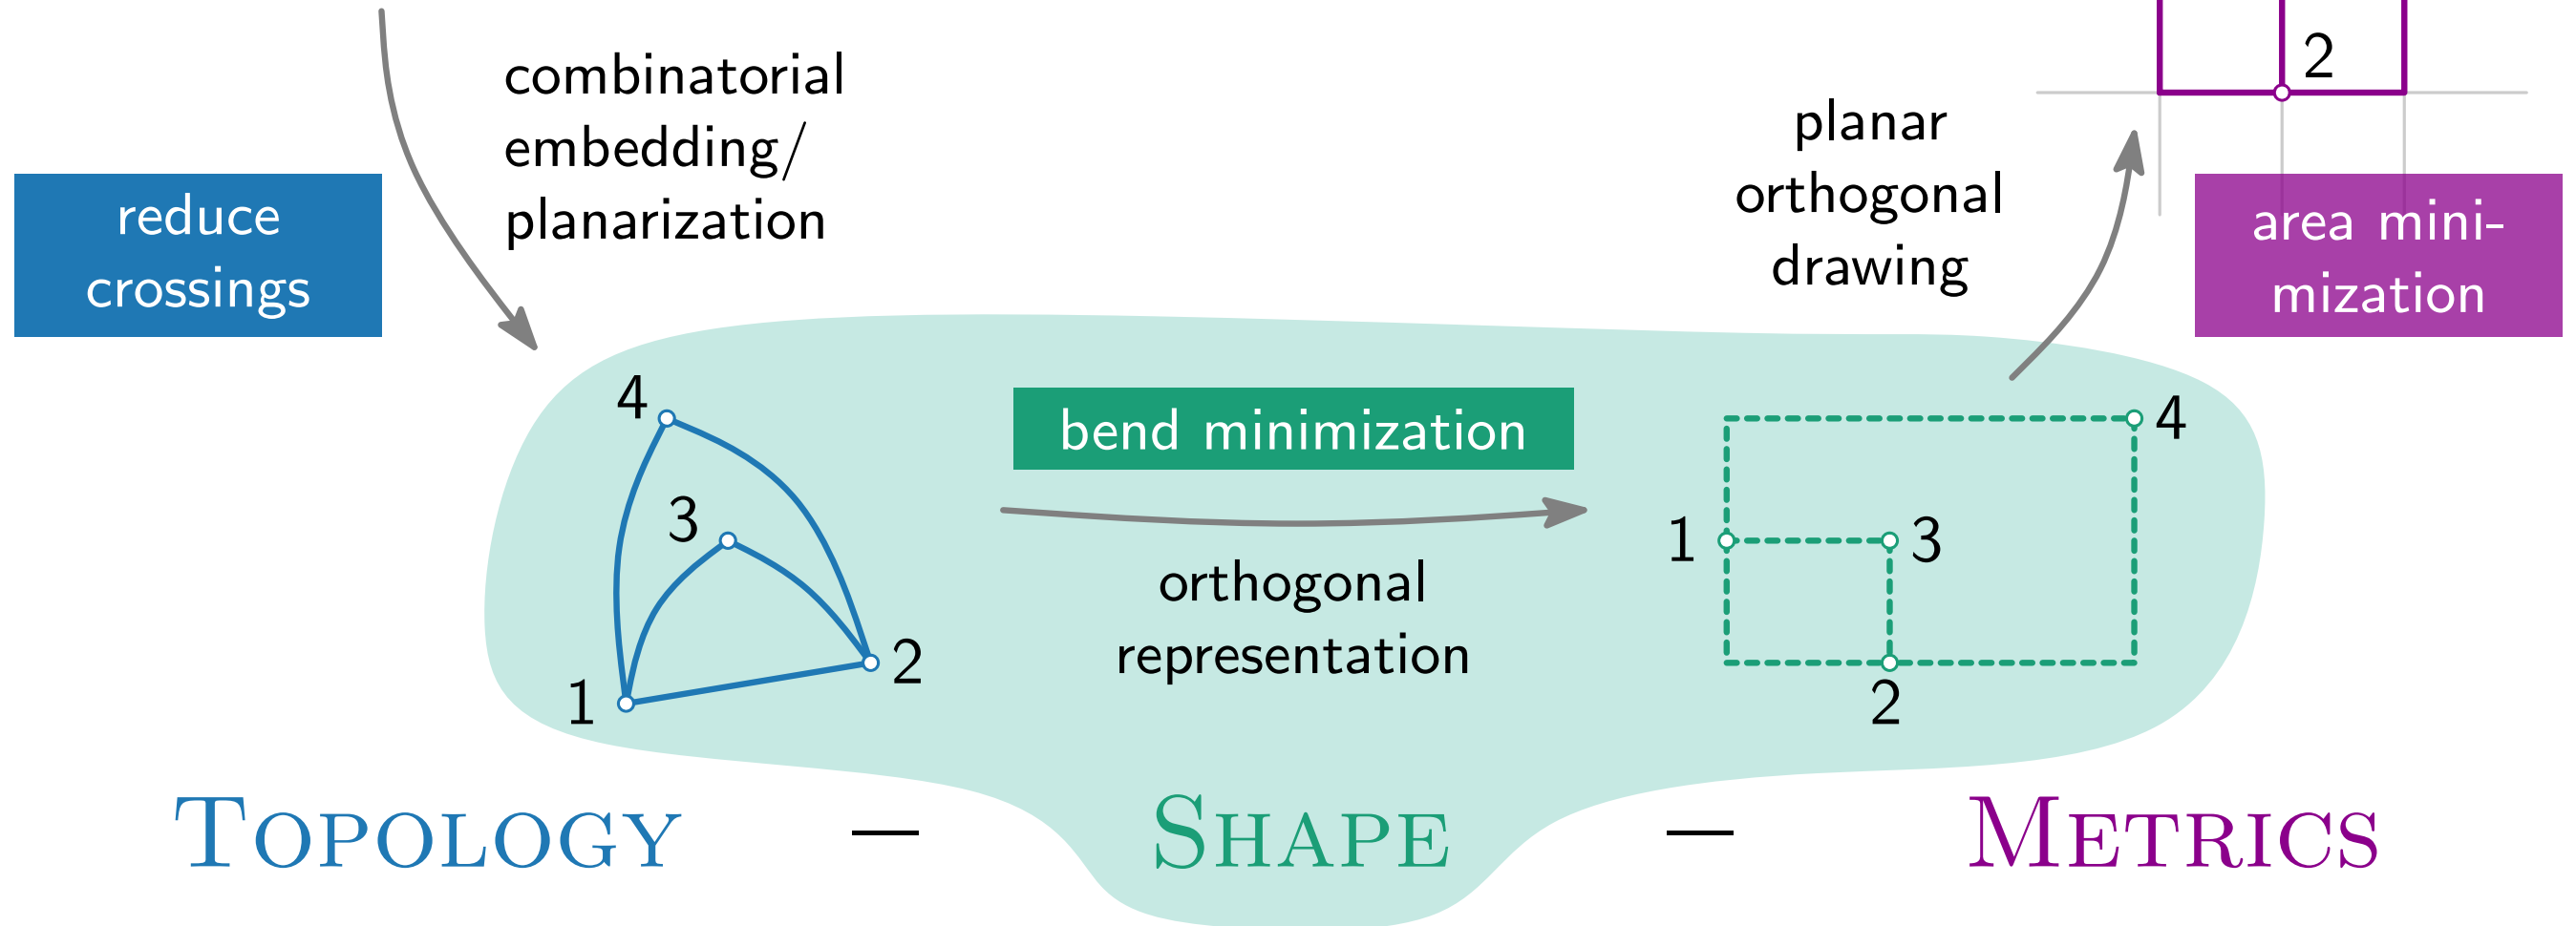 combinatorial
embedding/
planarization
reduce
crossings
2
planar
orthogonal
drawing
area mini-
mization
4
3
1
2
bend minimization
orthogonal
representation
4
1
3
2
TOPOLOGY — SHAPE — METRICS